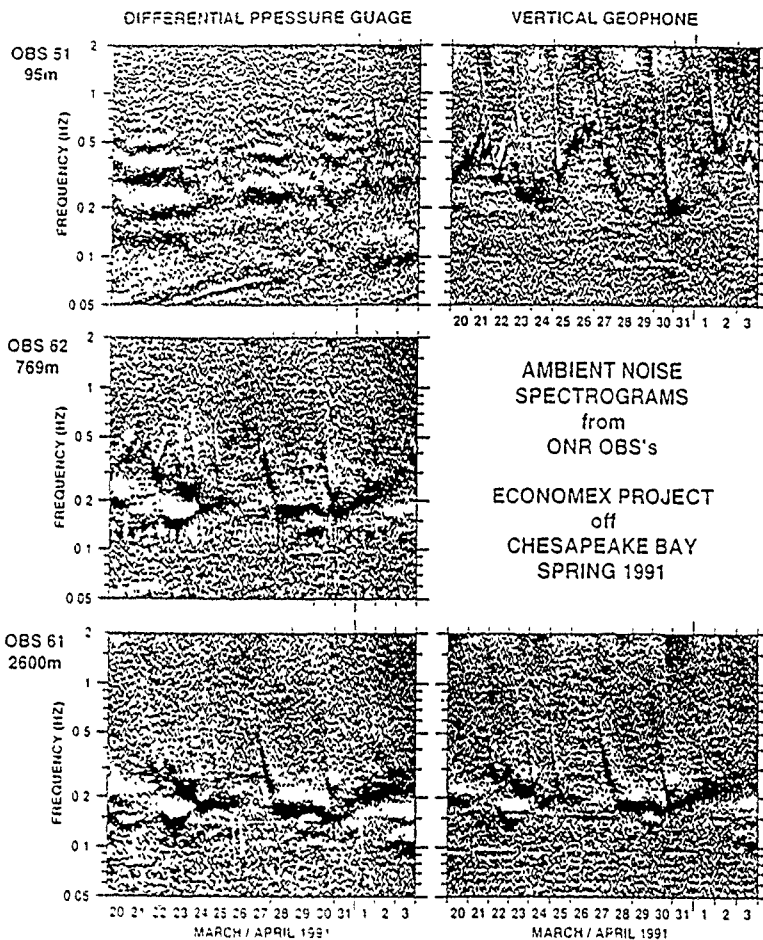 DIFFERENTIAL PRESSURE GUAGE
VERTICAL GEOPHONE
OBS 51
95m
FREQUENCY (HZ)
2
1
0.5
0.2
0.1
0.05
20 21 22 23 24 25 26 27 28 29 30 31 1 2 3
OBS 62
769m
FREQUENCY (HZ)
2
1
0.5
0.2
0.1
0.05
AMBIENT NOISE
SPECTROGRAMS
from
ONR OBS's
ECONOMEX PROJECT
off
CHESAPEAKE BAY
SPRING 1991
OBS 61
2600m
FREQUENCY (HZ)
2
1
0.5
0.2
0.1
0.05
20 21 22 23 24 25 26 27 28 29 30 31 1 2 3
MARCH / APRIL 1991
20 21 22 23 24 25 26 27 28 29 30 31 1 2 3
MARCH / APRIL 1991